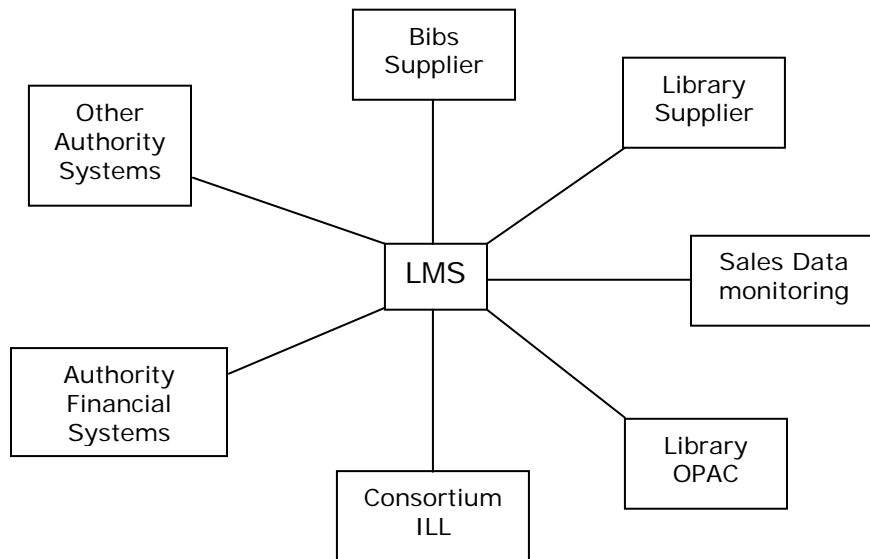 Bibs
Supplier
Other
Authority
Systems
Library
Supplier
LMS
Sales Data
monitoring
Authority
Financial
Systems
Library
OPAC
Consortium
ILL